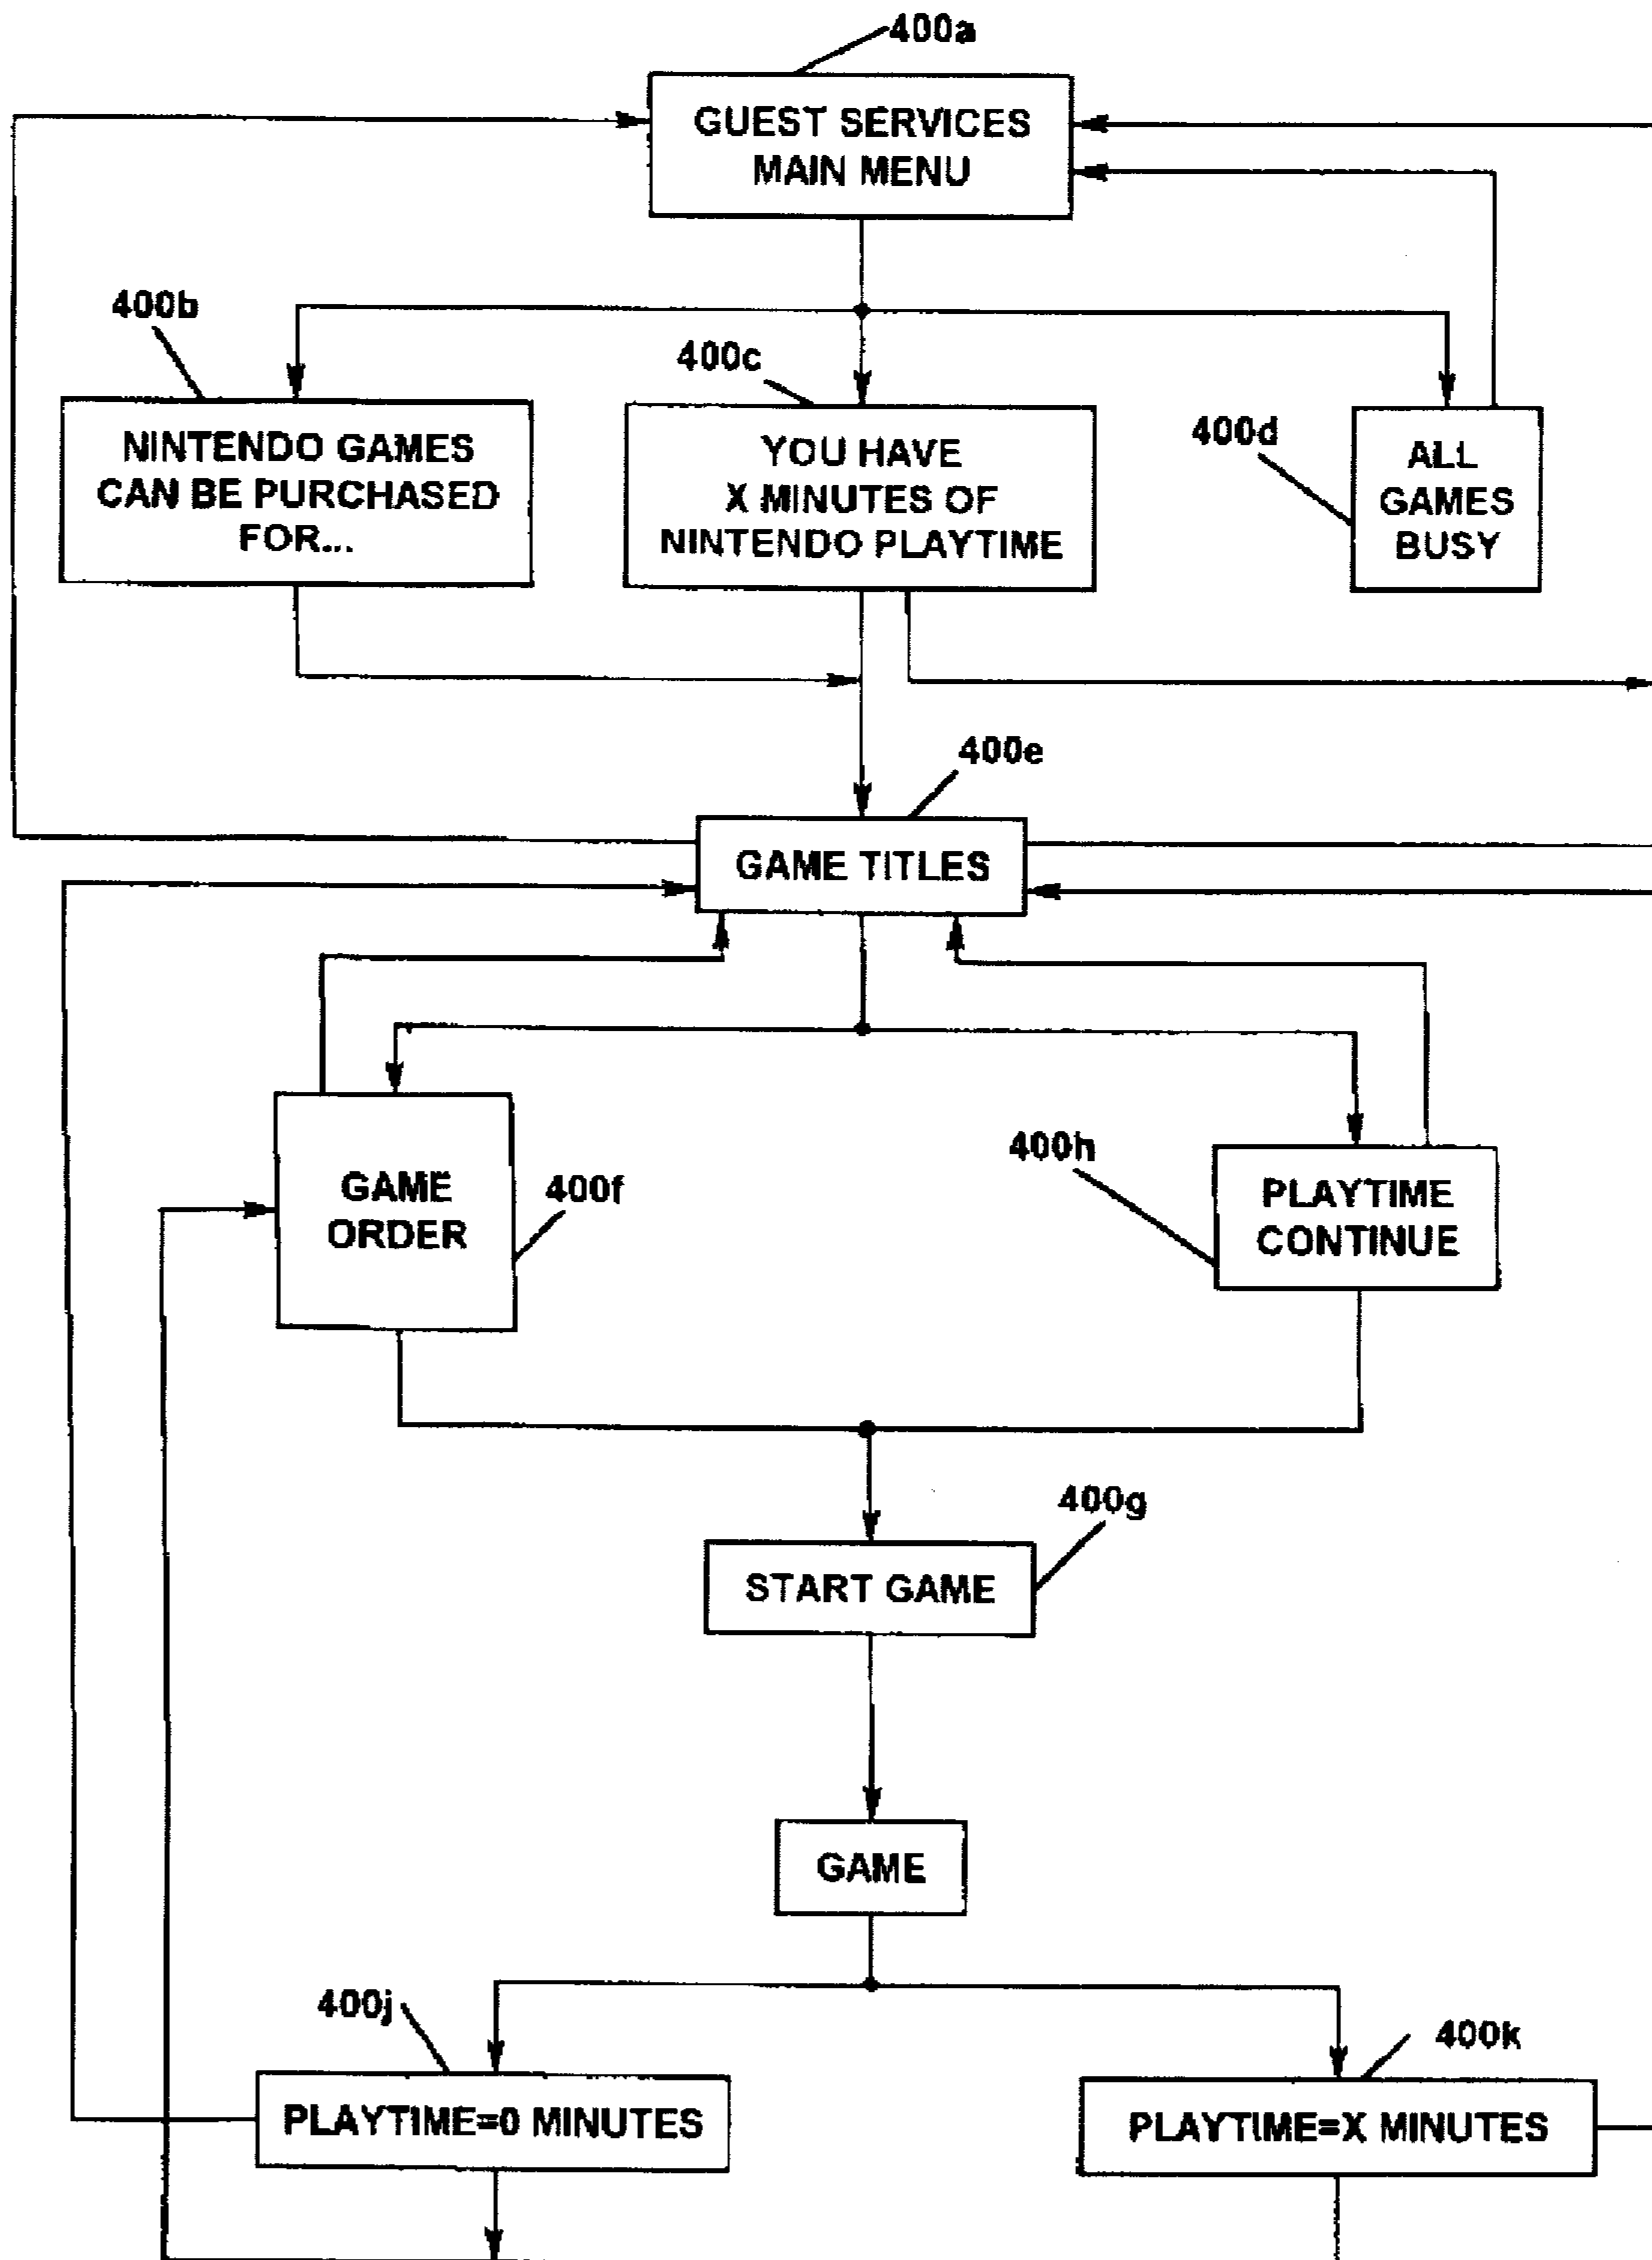 400a
GUEST SERVICES
MAIN MENU
400b
400c
400d
NINTENDO GAMES
CAN BE PURCHASED
FOR...
YOU HAVE
X MINUTES OF
NINTENDO PLAYTIME
ALL
GAMES
BUSY
400e
GAME TITLES
GAME
ORDER
400f
400h
PLAYTIME
CONTINUE
400g
START GAME
GAME
400j
400k
PLAYTIME=0 MINUTES
PLAYTIME=X MINUTES